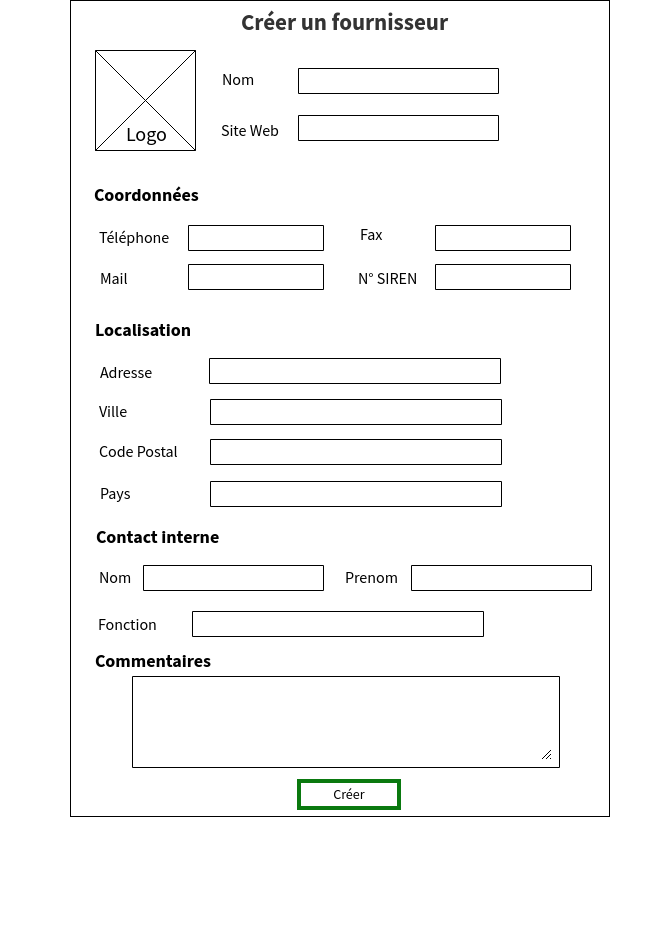 Créer un fournisseur
Logo
Nom
Site Web
Coordonnées
Téléphone
Fax
Mail
N° SIREN
Localisation
Adresse
Ville
Code Postal
Pays
Contact interne
Nom
Prenom
Fonction
Commentaires
Créer